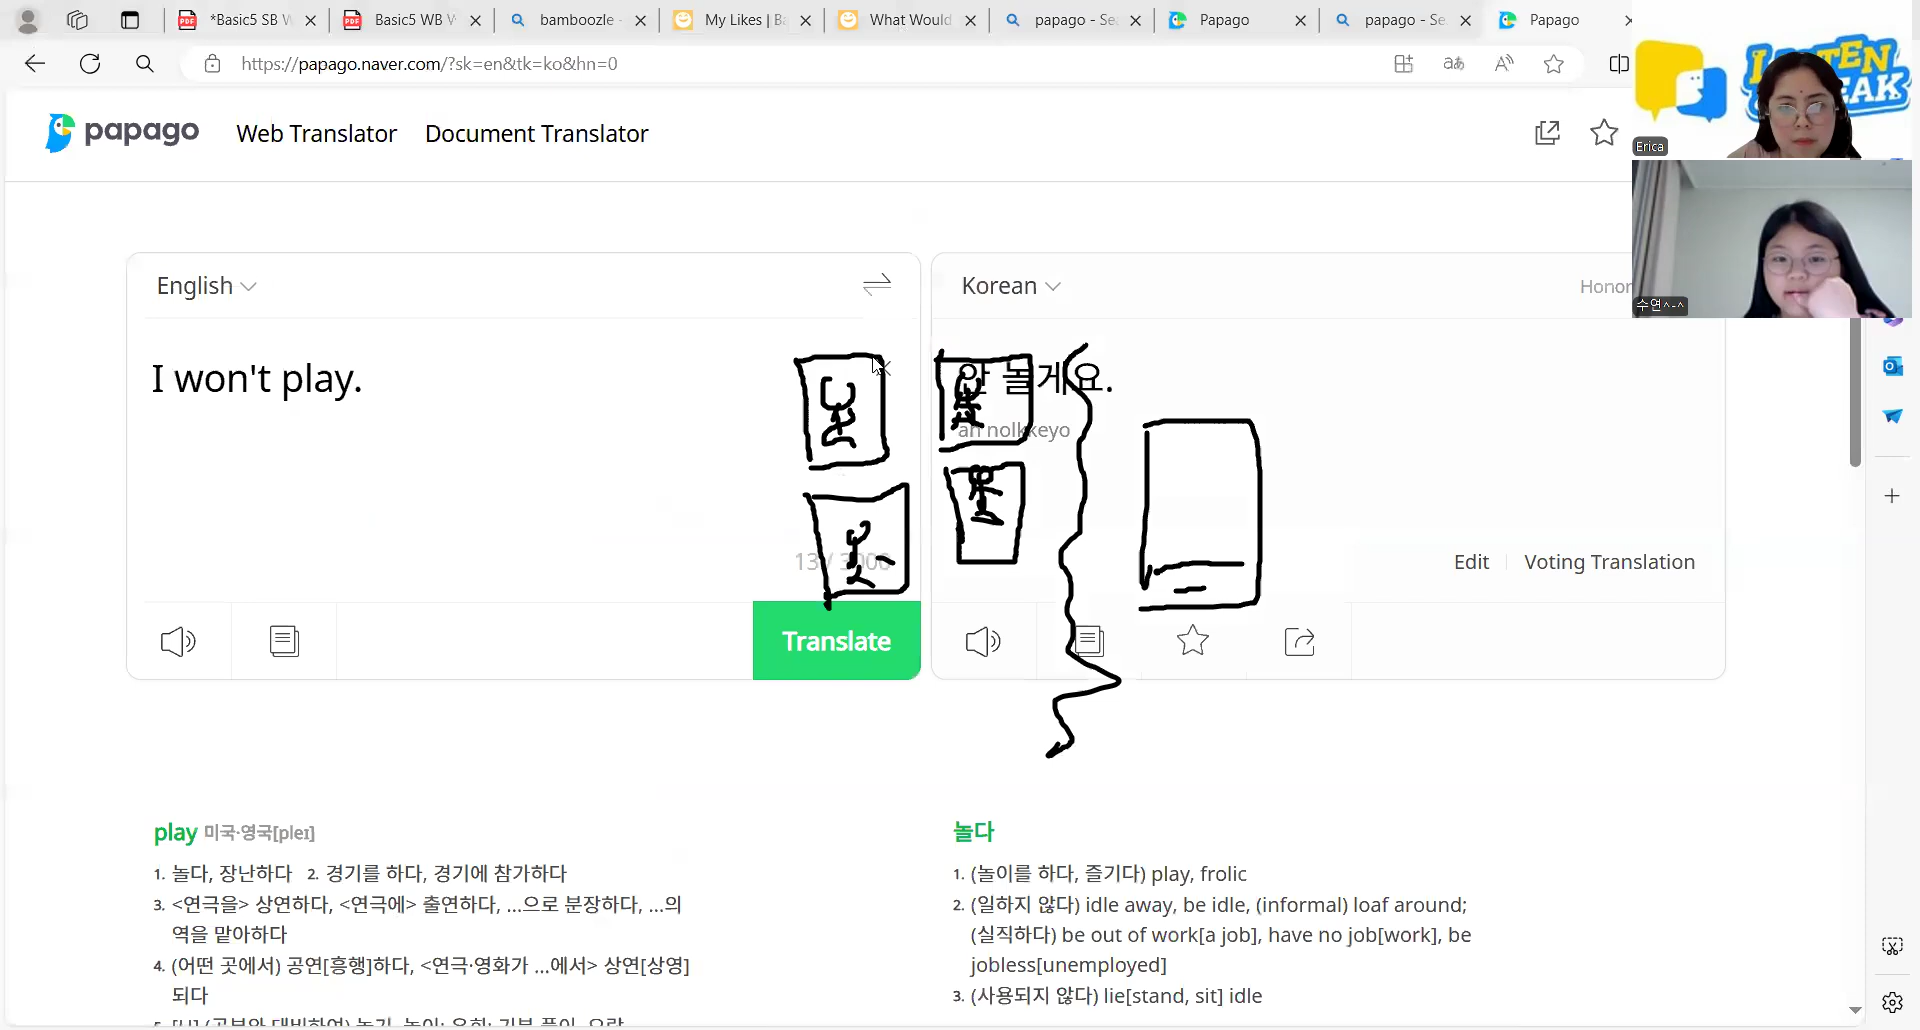 *Basic5 SB W
Basic5 WB V
bamboozle -
My Likes | Ba
What Would
papago - Sea
Papago
papago - Se
Papago
https://papago.naver.com/?sk=en&tk=ko&hn=0
LISTEN
Erica
수연^-^
papago
Web Translator
Document Translator
English
Korean
Honor
I won't play.
안 놀게요.
an nolkkeyo
13 / 3000
Edit
Voting Translation
Translate
play 미국·영국[pleɪ]
1. 놀다, 장난하다 2. 경기를 하다, 경기에 참가하다
3. <연극을> 상연하다, <연극에> 출연하다, …으로 분장하다, …의
역을 맡아하다
4. (어떤 곳에서) 공연[흥행]하다, <연극·영화가 …에서> 상연[상영]
되다
놀다
1. (놀이를 하다, 즐기다) play, frolic
2. (일하지 않다) idle away, be idle, (informal) loaf around;
(실직하다) be out of work[a job], have no job[work], be
jobless[unemployed]
3. (사용되지 않다) lie[stand, sit] idle